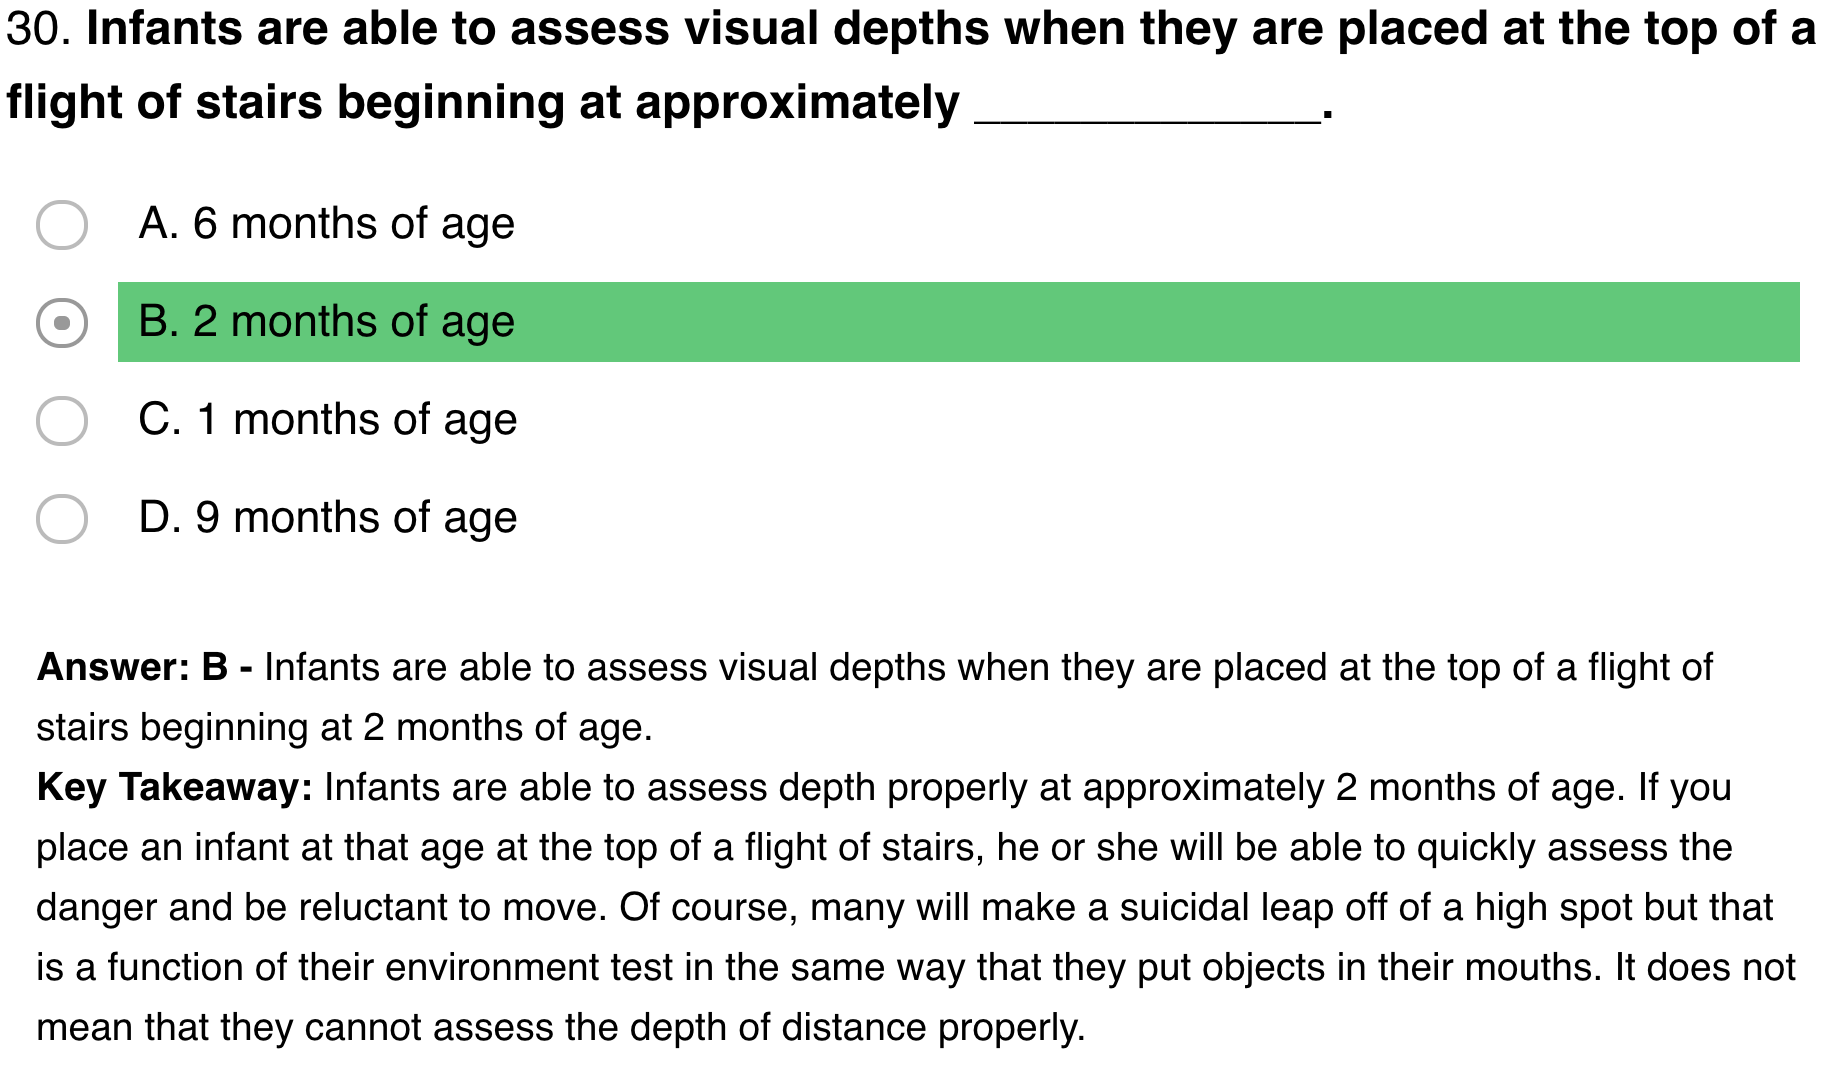 30. Infants are able to assess visual depths when they are placed at the top of a
flight of stairs beginning at approximately _____________.
A. 6 months of age
B. 2 months of age
C. 1 months of age
D. 9 months of age
Answer: B - Infants are able to assess visual depths when they are placed at the top of a flight of
stairs beginning at 2 months of age.
Key Takeaway: Infants are able to assess depth properly at approximately 2 months of age. If you
place an infant at that age at the top of a flight of stairs, he or she will be able to quickly assess the
danger and be reluctant to move. Of course, many will make a suicidal leap off of a high spot but that
is a function of their environment test in the same way that they put objects in their mouths. It does not
mean that they cannot assess the depth of distance properly.